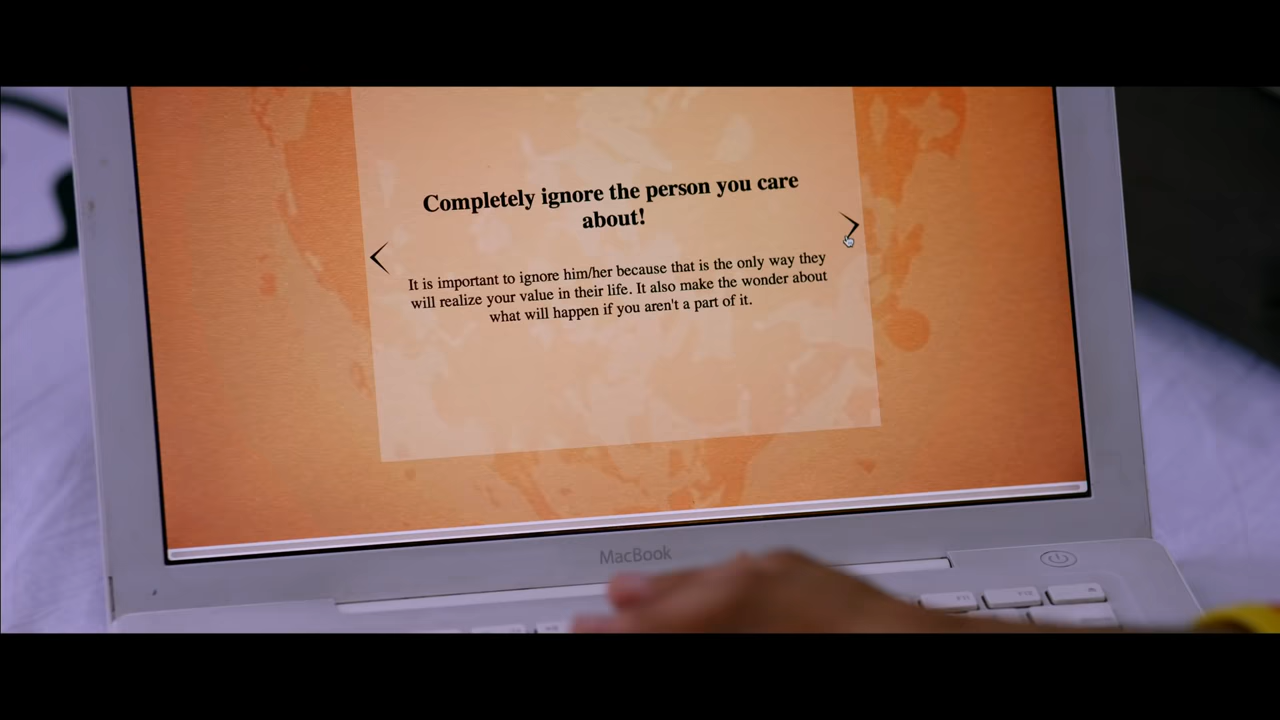 Completely ignore the person you care
about!
It is important to ignore him/her because that is the only way they
will realize your value in their life. It also make the wonder about
what will happen if you aren't a part of it.
MacBook